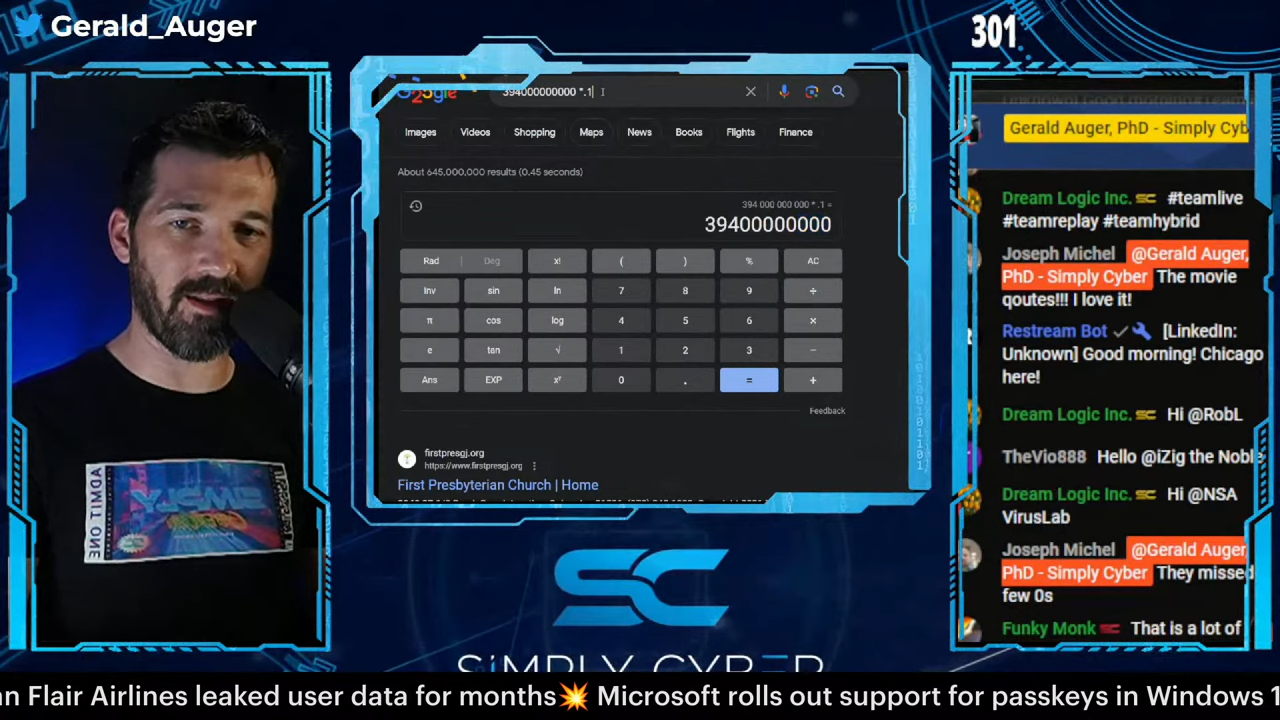 Gerald_Auger
301
394000000000 *.1
Images Videos Shopping Maps News Books Flights Finance
About 645,000,000 results (0.45 seconds)
394 000 000 000 * .1 =
39400000000
Rad Deg x! ( ) % AC
Inv sin ln 7 8 9 ÷
π cos log 4 5 6 ×
e tan √ 1 2 3 −
Ans EXP xʸ 0 . = +
Feedback
firstpresgj.org
https://www.firstpresgj.org
First Presbyterian Church | Home
ADMIT ONE
SIMPLY
Gerald Auger, PhD - Simply Cyb
Dream Logic Inc. #teamlive
#teamreplay #teamhybrid
Joseph Michel @Gerald Auger,
PhD - Simply Cyber The movie
qoutes!!! I love it!
Restream Bot [LinkedIn:
Unknown] Good morning! Chicago
here!
Dream Logic Inc. Hi @RobL
TheVio888 Hello @iZig the Noble
Dream Logic Inc. Hi @NSA
VirusLab
Joseph Michel @Gerald Auger
PhD - Simply Cyber They missed
few 0s
Funky Monk That is a lot of
SC
SIMPLY CYBER
an Flair Airlines leaked user data for months💥 Microsoft rolls out support for passkeys in Windows 1